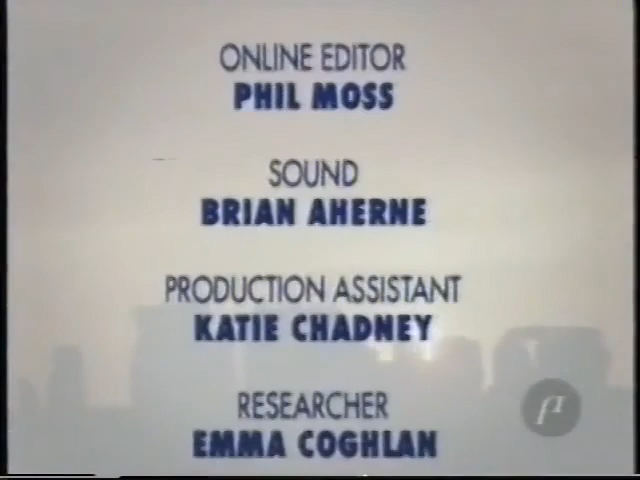 ONLINE EDITOR
PHIL MOSS
SOUND
BRIAN AHERNE
PRODUCTION ASSISTANT
KATIE CHADNEY
RESEARCHER
EMMA COGHLAN